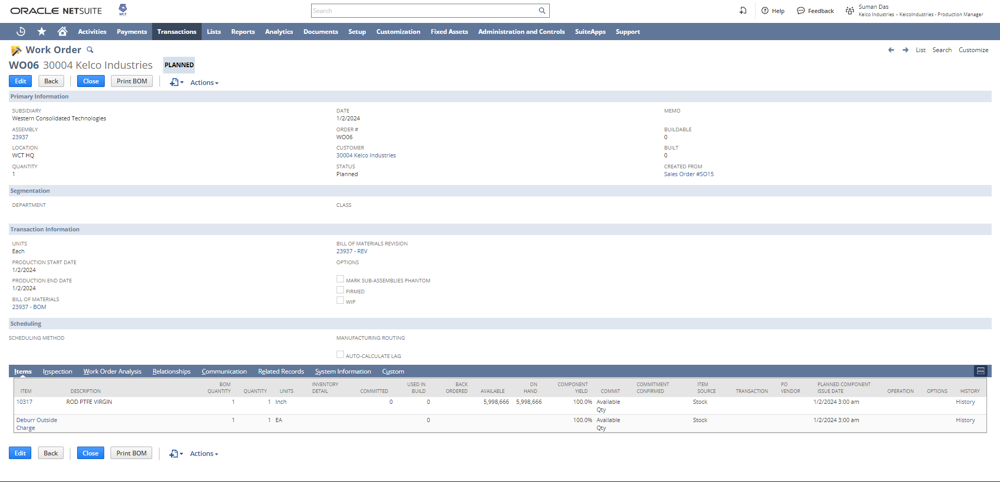 ORACLE NETSUITE
WCT
Search
Help
Feedback
Suman Das
Kelco Industries - KelcoIndustries - Production Manager
Activities Payments Transactions Lists Reports Analytics Documents Setup Customization Fixed Assets Administration and Controls SuiteApps Support
Work Order
List Search Customize
WO06 30004 Kelco Industries PLANNED
Edit Back Close Print BOM Actions
Primary Information
SUBSIDIARY
Western Consolidated Technologies
ASSEMBLY
23937
LOCATION
WCT HQ
QUANTITY
1
DATE
1/2/2024
ORDER #
WO06
CUSTOMER
30004 Kelco Industries
STATUS
Planned
MEMO
BUILDABLE
0
BUILT
0
CREATED FROM
Sales Order #SO15
Segmentation
DEPARTMENT
CLASS
Transaction Information
UNITS
Each
PRODUCTION START DATE
1/2/2024
PRODUCTION END DATE
1/2/2024
BILL OF MATERIALS
23937 - BOM
BILL OF MATERIALS REVISION
23937 - REV
OPTIONS
MARK SUB-ASSEMBLIES PHANTOM
FIRMED
WIP
Scheduling
SCHEDULING METHOD
MANUFACTURING ROUTING
AUTO-CALCULATE LAG
Items Inspection Work Order Analysis Relationships Communication Related Records System Information Custom
ITEM DESCRIPTION BOM QUANTITY QUANTITY UNITS INVENTORY DETAIL COMMITTED USED IN BUILD BACK ORDERED AVAILABLE ON HAND COMPONENT YIELD COMMIT COMMITMENT CONFIRMED ITEM SOURCE TRANSACTION PO VENDOR PLANNED COMPONENT ISSUE DATE OPERATION OPTIONS HISTORY
10317 ROD PTFE VIRGIN 1 1 Inch 0 0 5,998,666 5,998,666 100.0% Available Qty Stock 1/2/2024 3:00 am History
Deburr Outside Charge 1 1 EA 0 100.0% Available Qty Stock 1/2/2024 3:00 am History
Edit Back Close Print BOM Actions